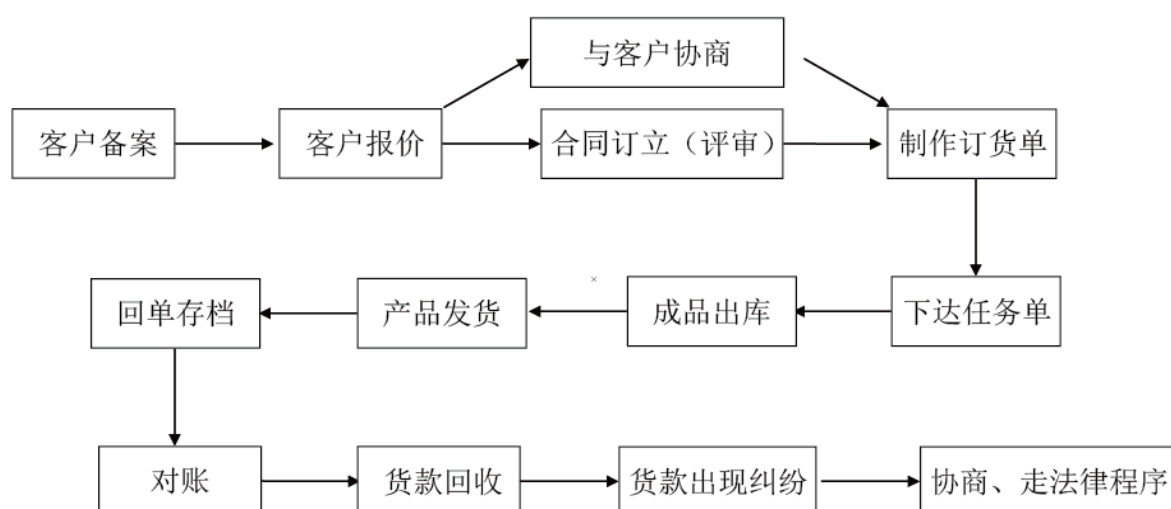 与客户协商
客户备案
客户报价
合同订立（评审）
制作订货单
回单存档
产品发货
成品出库
下达任务单
对账
货款回收
货款出现纠纷
协商、走法律程序